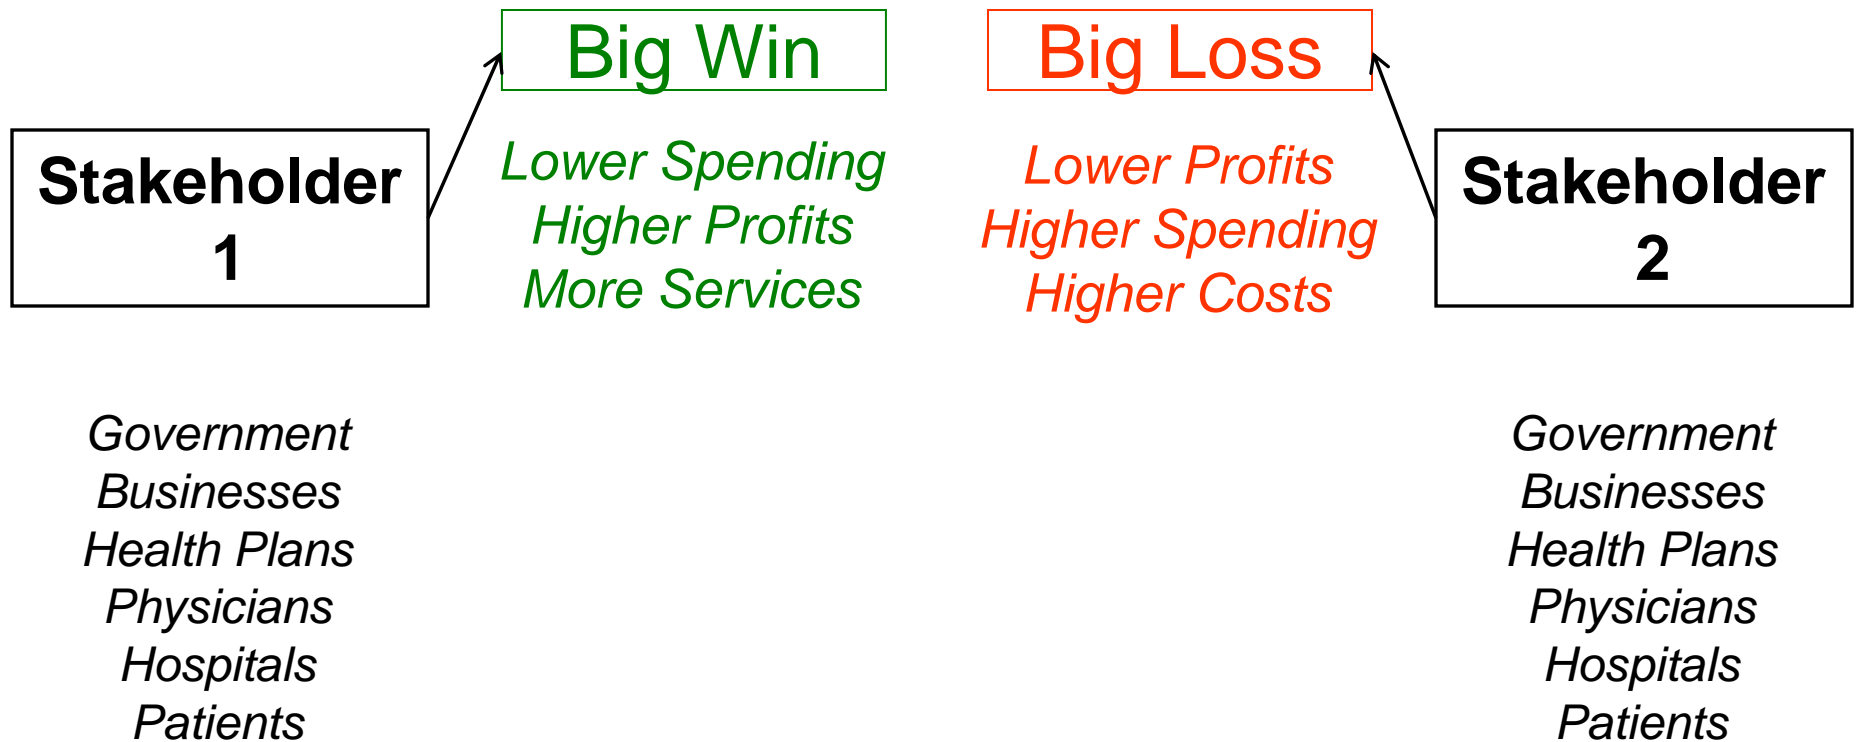 Big Win
Big Loss
Stakeholder
1
Lower Spending
Higher Profits
More Services
Lower Profits
Higher Spending
Higher Costs
Stakeholder
2
Government
Businesses
Health Plans
Physicians
Hospitals
Patients
Government
Businesses
Health Plans
Physicians
Hospitals
Patients